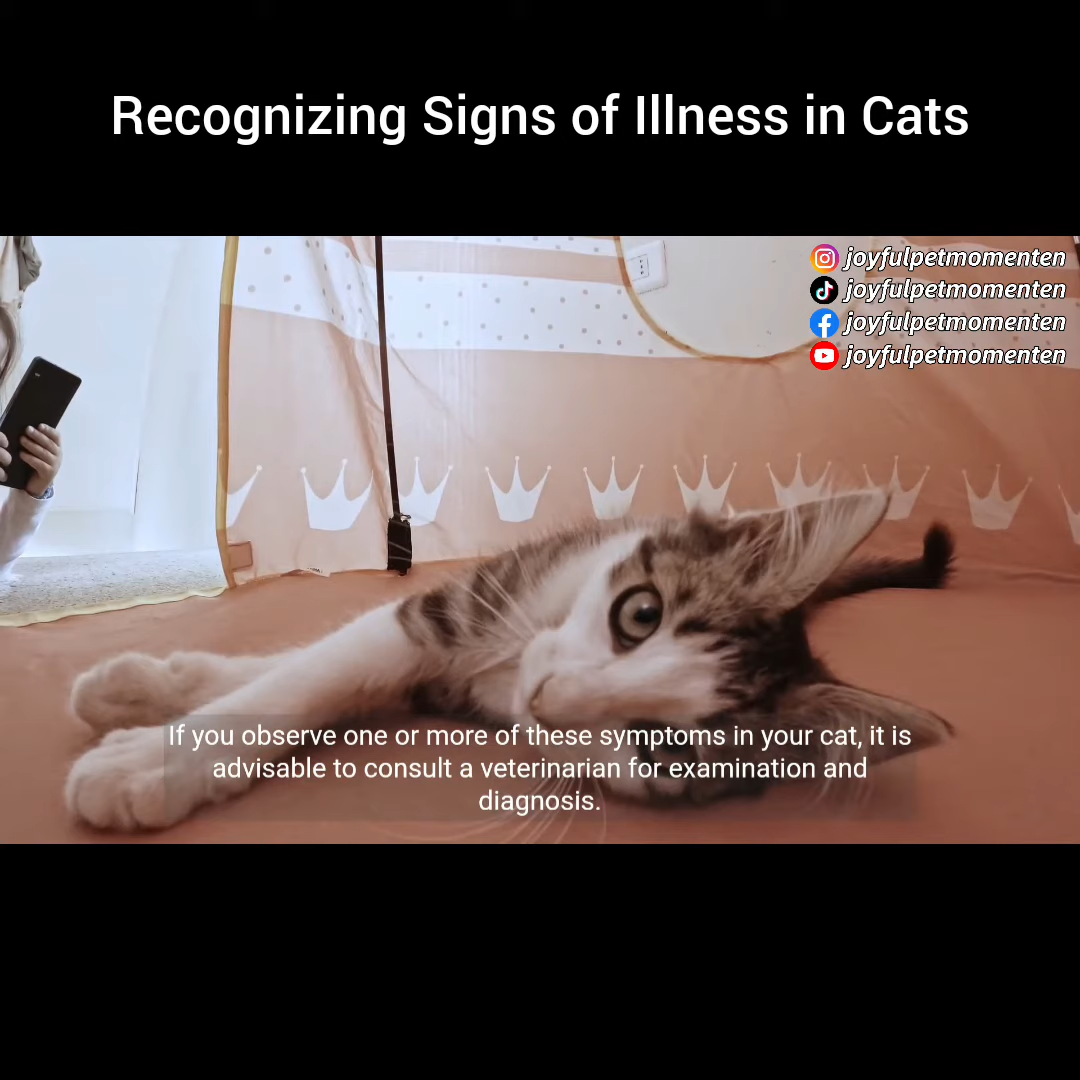 Recognizing Signs of Illness in Cats
joyfulpetmomenten
joyfulpetmomenten
joyfulpetmomenten
joyfulpetmomenten
If you observe one or more of these symptoms in your cat, it is
advisable to consult a veterinarian for examination and
diagnosis.